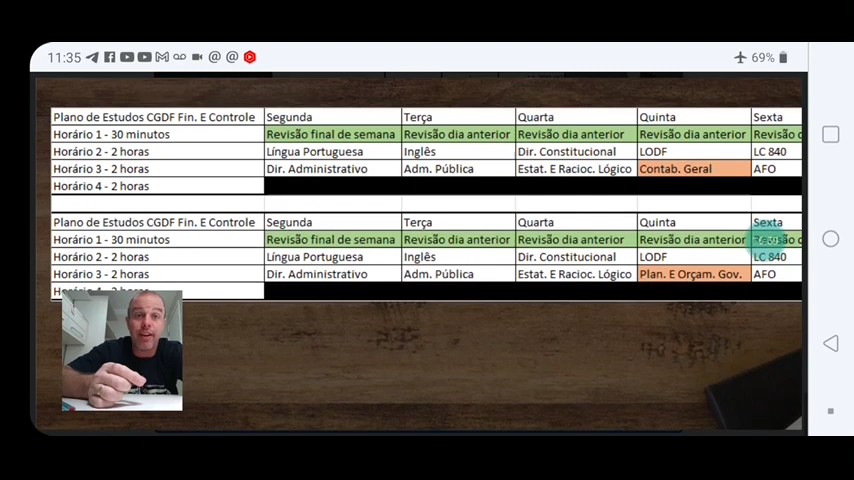 11:35 69%
Plano de Estudos CGDF Fin. E Controle Segunda Terça Quarta Quinta Sexta
Horário 1 - 30 minutos Revisão final de semana Revisão dia anterior Revisão dia anterior Revisão dia anterior Revisão d
Horário 2 - 2 horas Língua Portuguesa Inglês Dir. Constitucional LODF LC 840
Horário 3 - 2 horas Dir. Administrativo Adm. Pública Estat. E Racioc. Lógico Contab. Geral AFO
Horário 4 - 2 horas
Plano de Estudos CGDF Fin. E Controle Segunda Terça Quarta Quinta Sexta
Horário 1 - 30 minutos Revisão final de semana Revisão dia anterior Revisão dia anterior Revisão dia anterior
Horário 2 - 2 horas Língua Portuguesa Inglês Dir. Constitucional LODF LC 840
Horário 3 - 2 horas Dir. Administrativo Adm. Pública Estat. E Racioc. Lógico Plan. E Orçam. Gov. AFO